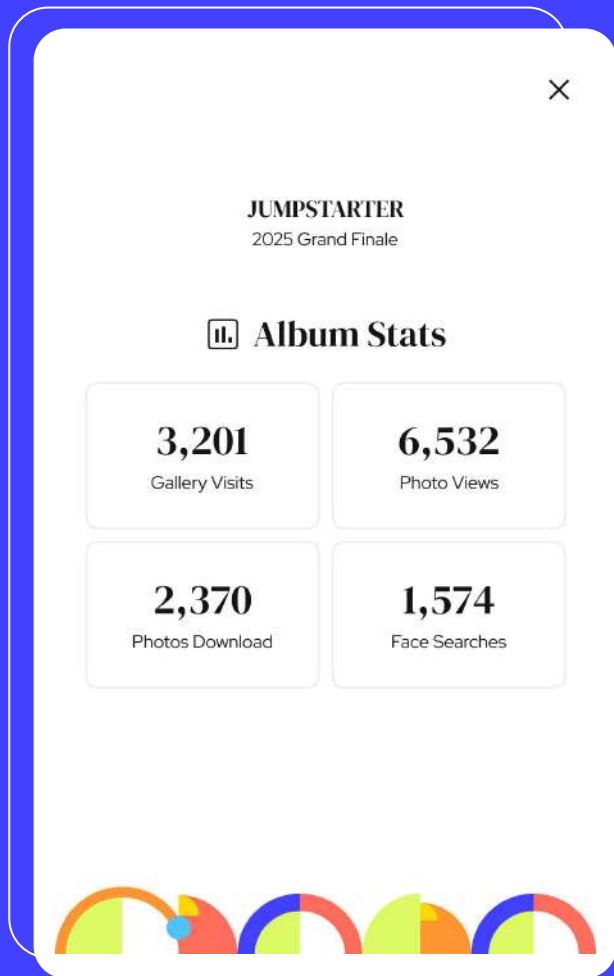 JUMPSTARTER
2025 Grand Finale
Album Stats
3,201
Gallery Visits
6,532
Photo Views
2,370
Photos Download
1,574
Face Searches